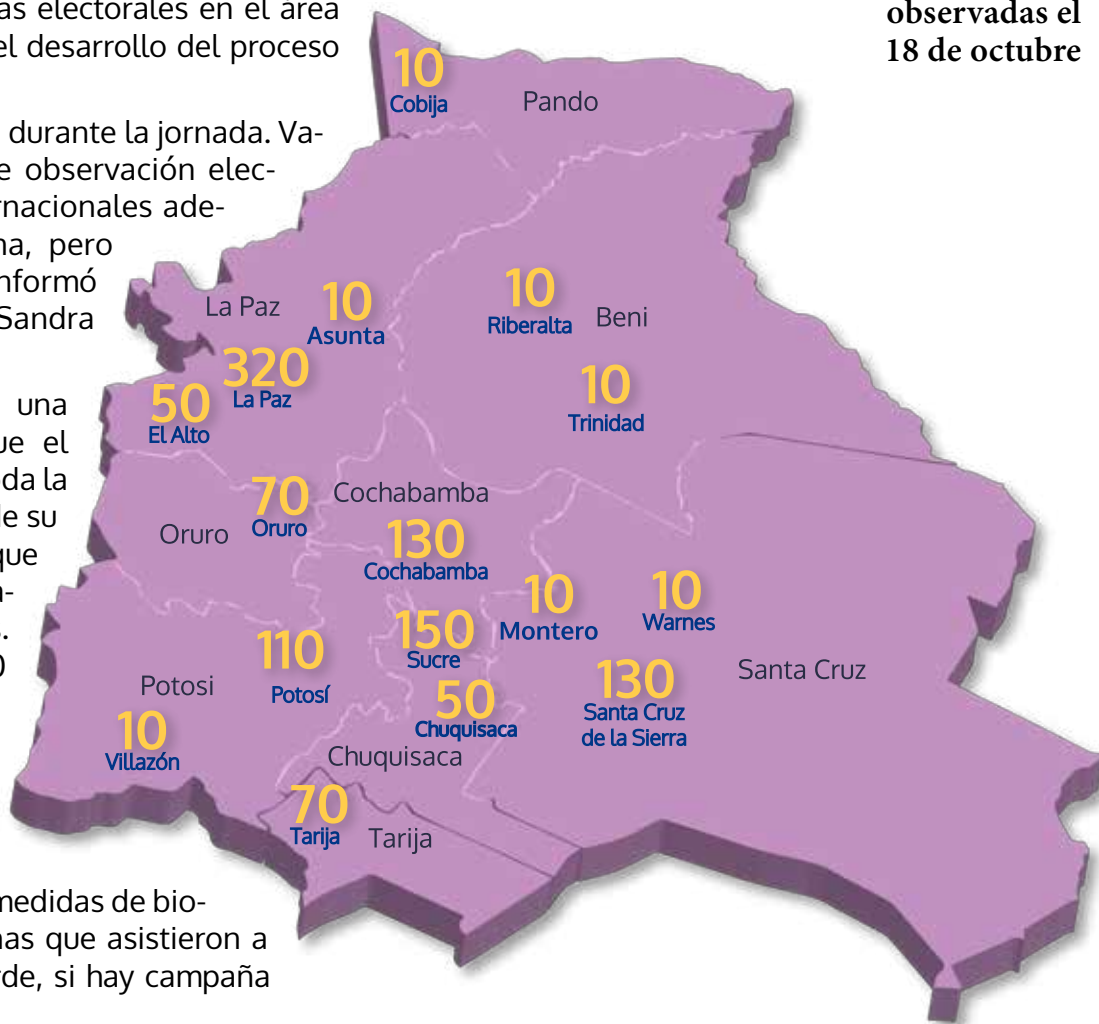 as electorales en el área
el desarrollo del proceso
durante la jornada. Va-
e observación elec-
rnacionales ade-
na, pero
nformó
Sandra
una
ue el
da la
de su
que
n-
s.
0
medidas de bio-
nas que asistieron a
rde, si hay campaña
observadas el
18 de octubre
10
Cobija
Pando
La Paz
10
Asunta
10
Riberalta
Beni
320
La Paz
50
El Alto
10
Trinidad
70
Oruro
Oruro
Cochabamba
130
Cochabamba
10
Montero
10
Warnes
150
Sucre
110
Potosí
Potosi
130
Santa Cruz
de la Sierra
Santa Cruz
50
Chuquisaca
10
Villazón
Chuquisaca
70
Tarija
Tarija